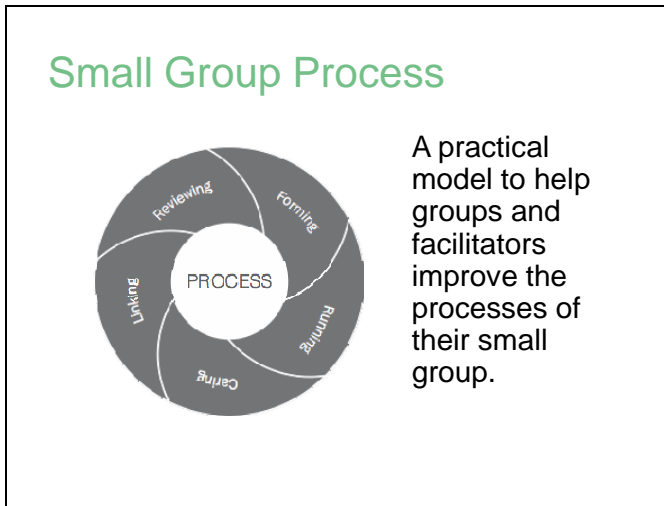 Small Group Process
Reviewing
Forming
Linking
PROCESS
Running
Caring
A practical
model to help
groups and
facilitators
improve the
processes of
their small
group.